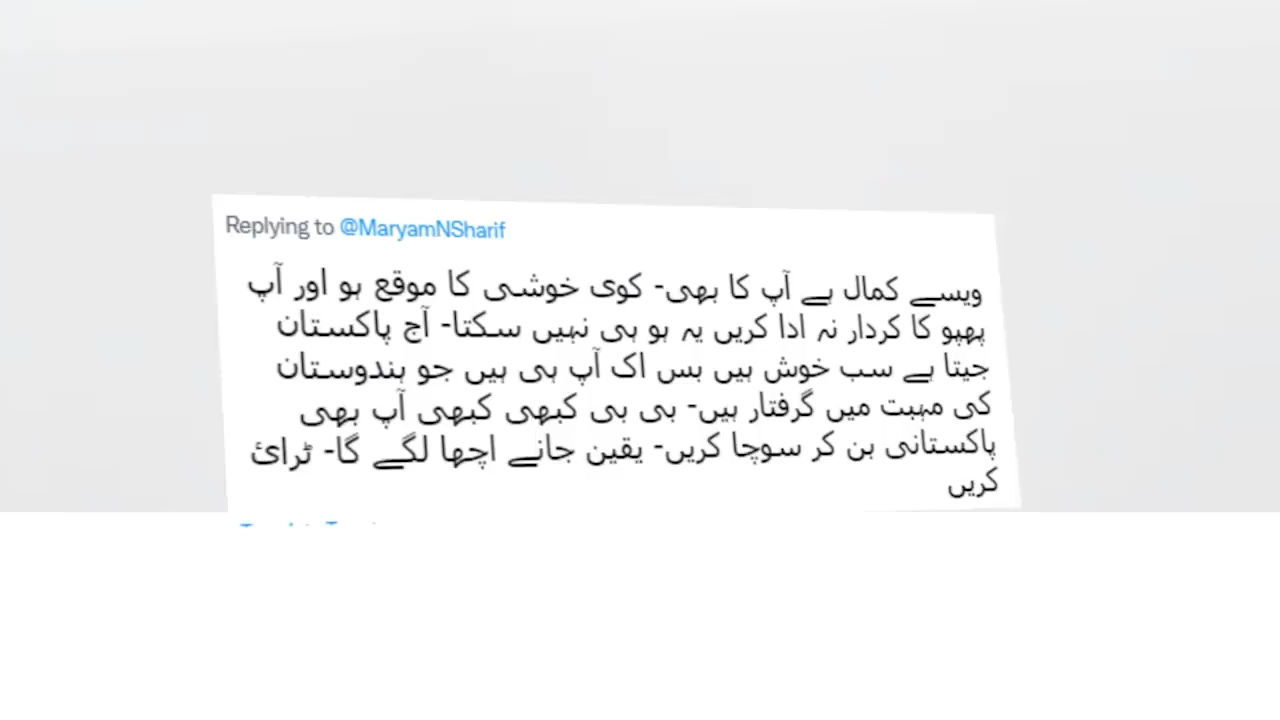 Replying to @MaryamNSharif
ویسے کمال ہے آپ کا بھی- کوی خوشی کا موقع ہو اور آپ
پھپو کا کردار نہ ادا کریں یہ ہو ہی نہیں سکتا- آج پاکستان
جیتا ہے سب خوش ہیں بس اک آپ ہی ہیں جو ہندوستان
کی مہبت میں گرفتار ہیں- بی بی کبھی کبھی آپ بھی
پاکستانی بن کر سوچا کریں- یقین جانے اچھا لگے گا- ٹرائ
کریں